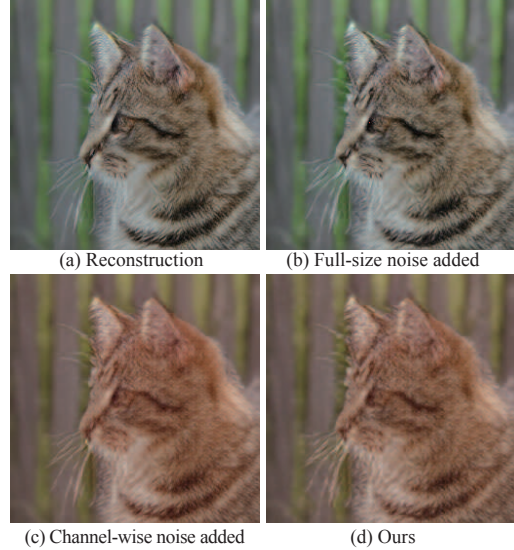 (a) Reconstruction
(b) Full-size noise added
(c) Channel-wise noise added
(d) Ours